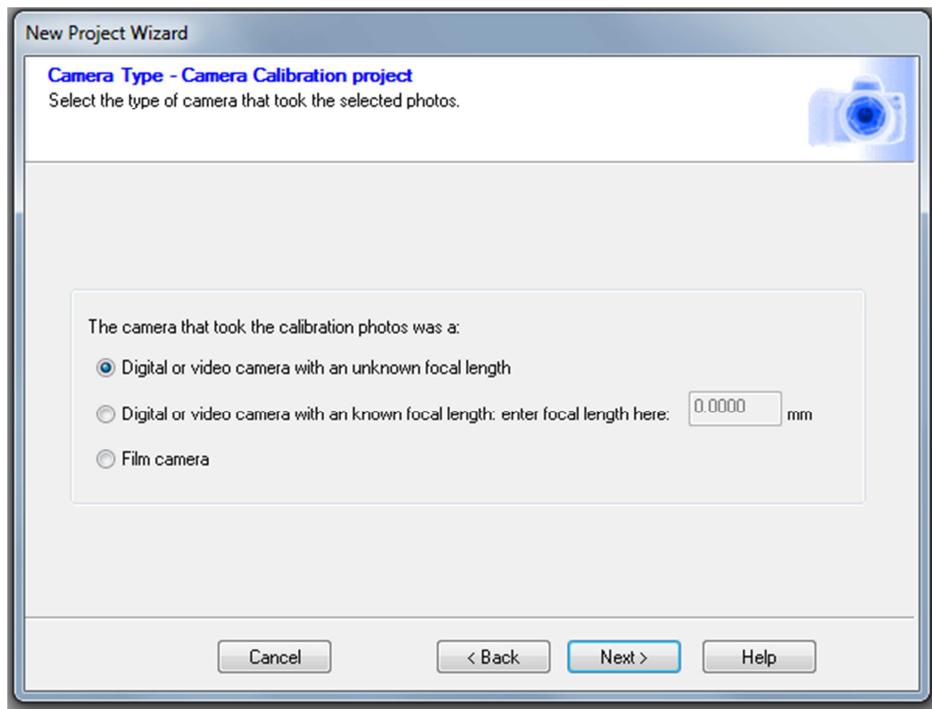 New Project Wizard
Camera Type - Camera Calibration project
Select the type of camera that took the selected photos.
The camera that took the calibration photos was a:
Digital or video camera with an unknown focal length
Digital or video camera with an known focal length: enter focal length here: 0.0000 mm
Film camera
Cancel < Back Next > Help